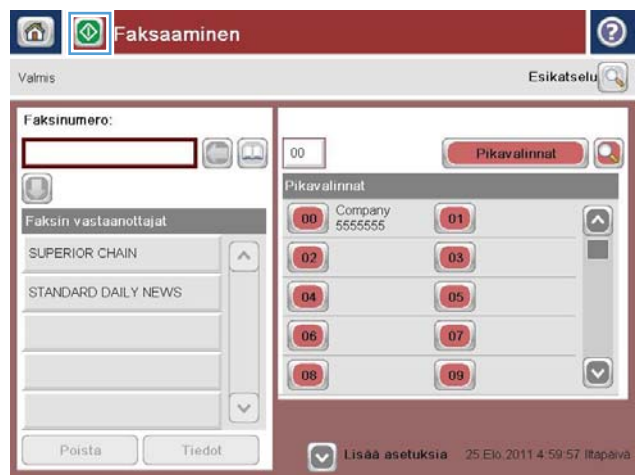 Faksaaminen
Valmis
Esikatselu
Faksinumero:
00
Pikavalinnat
Pikavalinnat
Faksin vastaanottajat
SUPERIOR CHAIN
STANDARD DAILY NEWS
00 Company 01
5555555
02 03
04 05
06 07
08 09
Poista Tiedot
Lisää asetuksia 25.Elo.2011 4:59:57 Iltapäivä